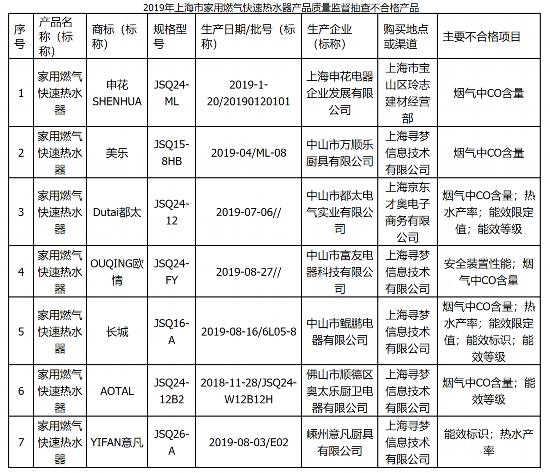 2019年上海市家用燃气快速热水器产品质量监督抽查不合格产品
序号 产品名称（标称） 商标（标称） 规格型号 生产日期/批号（标称） 生产企业（标称） 购买地点或渠道 主要不合格项目
1 家用燃气快速热水器 申花SHENHUA JSQ24-ML 2019-1-20/20190120101 上海申花电器企业发展有限公司 上海市宝山区玲志建材经营部 烟气中CO含量
2 家用燃气快速热水器 美乐 JSQ15-8HB 2019-04/ML-08 中山市万顺乐厨具有限公司 上海寻梦信息技术有限公司 烟气中CO含量
3 家用燃气快速热水器 Dutai都太 JSQ24-12 2019-07-06// 中山市都太电气实业有限公司 上海京东才奥电子商务有限公司 烟气中CO含量；热水产率；能效限定值；能效等级
4 家用燃气快速热水器 OUQING欧情 JSQ24-FY 2019-08-27// 中山市富友电器科技有限公司 上海寻梦信息技术有限公司 安全装置性能；烟气中CO含量
5 家用燃气快速热水器 长城 JSQ16-A 2019-08-16/6L05-8 中山市鲲鹏电器有限公司 上海寻梦信息技术有限公司 烟气中CO含量；热水产率；能效限定值；能效标识；能效等级
6 家用燃气快速热水器 AOTAL JSQ24-12B2 2018-11-28/JSQ24-W12B12H 佛山市顺德区奥太乐厨卫电器有限公司 上海寻梦信息技术有限公司 烟气中CO含量；能效等级
7 家用燃气快速热水器 YIFAN意凡 JSQ26-A 2019-08-03/E02 嵊州意凡厨具有限公司 上海寻梦信息技术有限公司 能效标识；热水产率